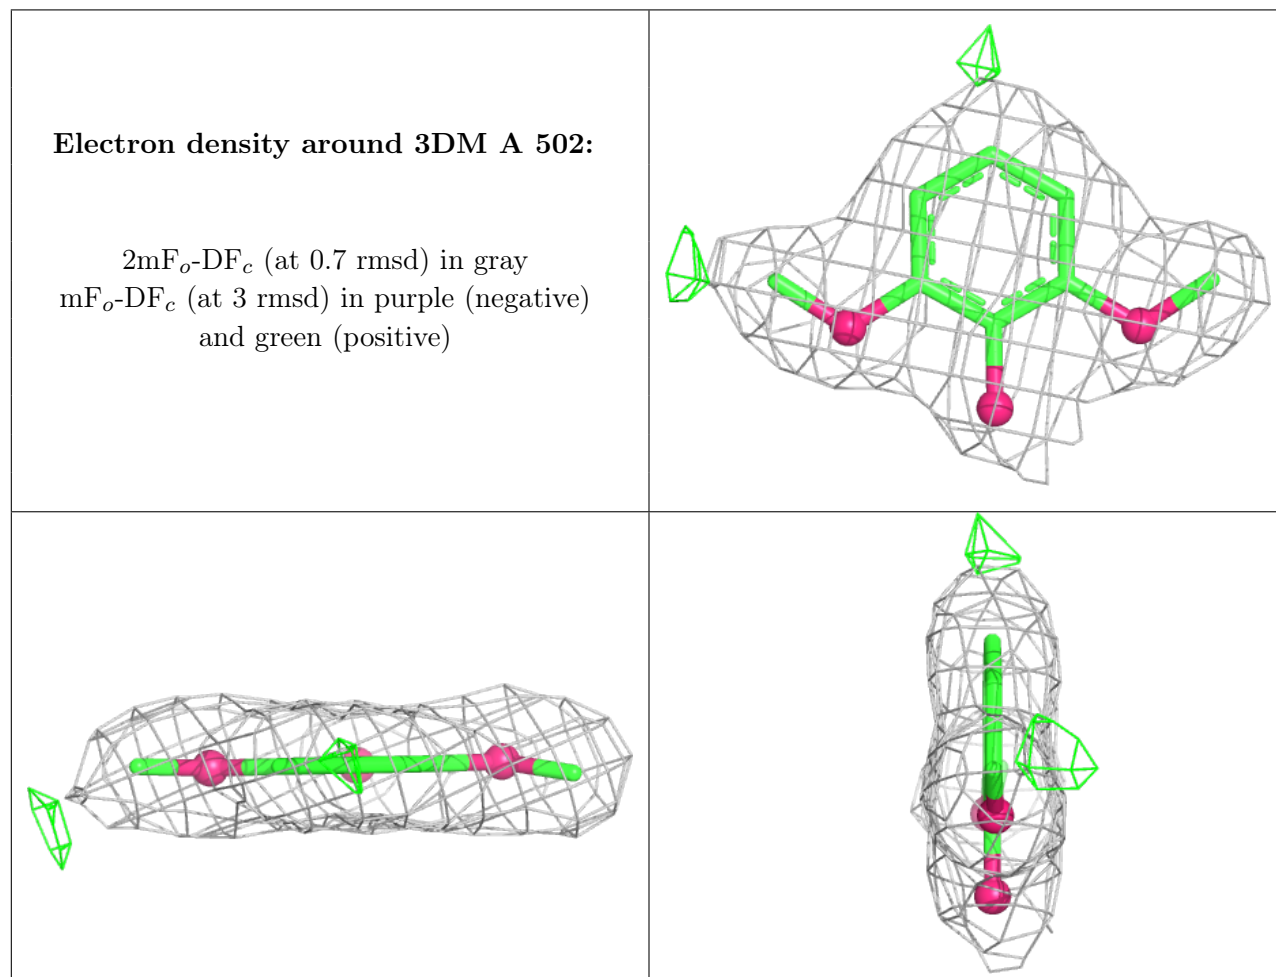 Electron density around 3DM A 502:
2mFo-DFc (at 0.7 rmsd) in gray
mFo-DFc (at 3 rmsd) in purple (negative)
and green (positive)